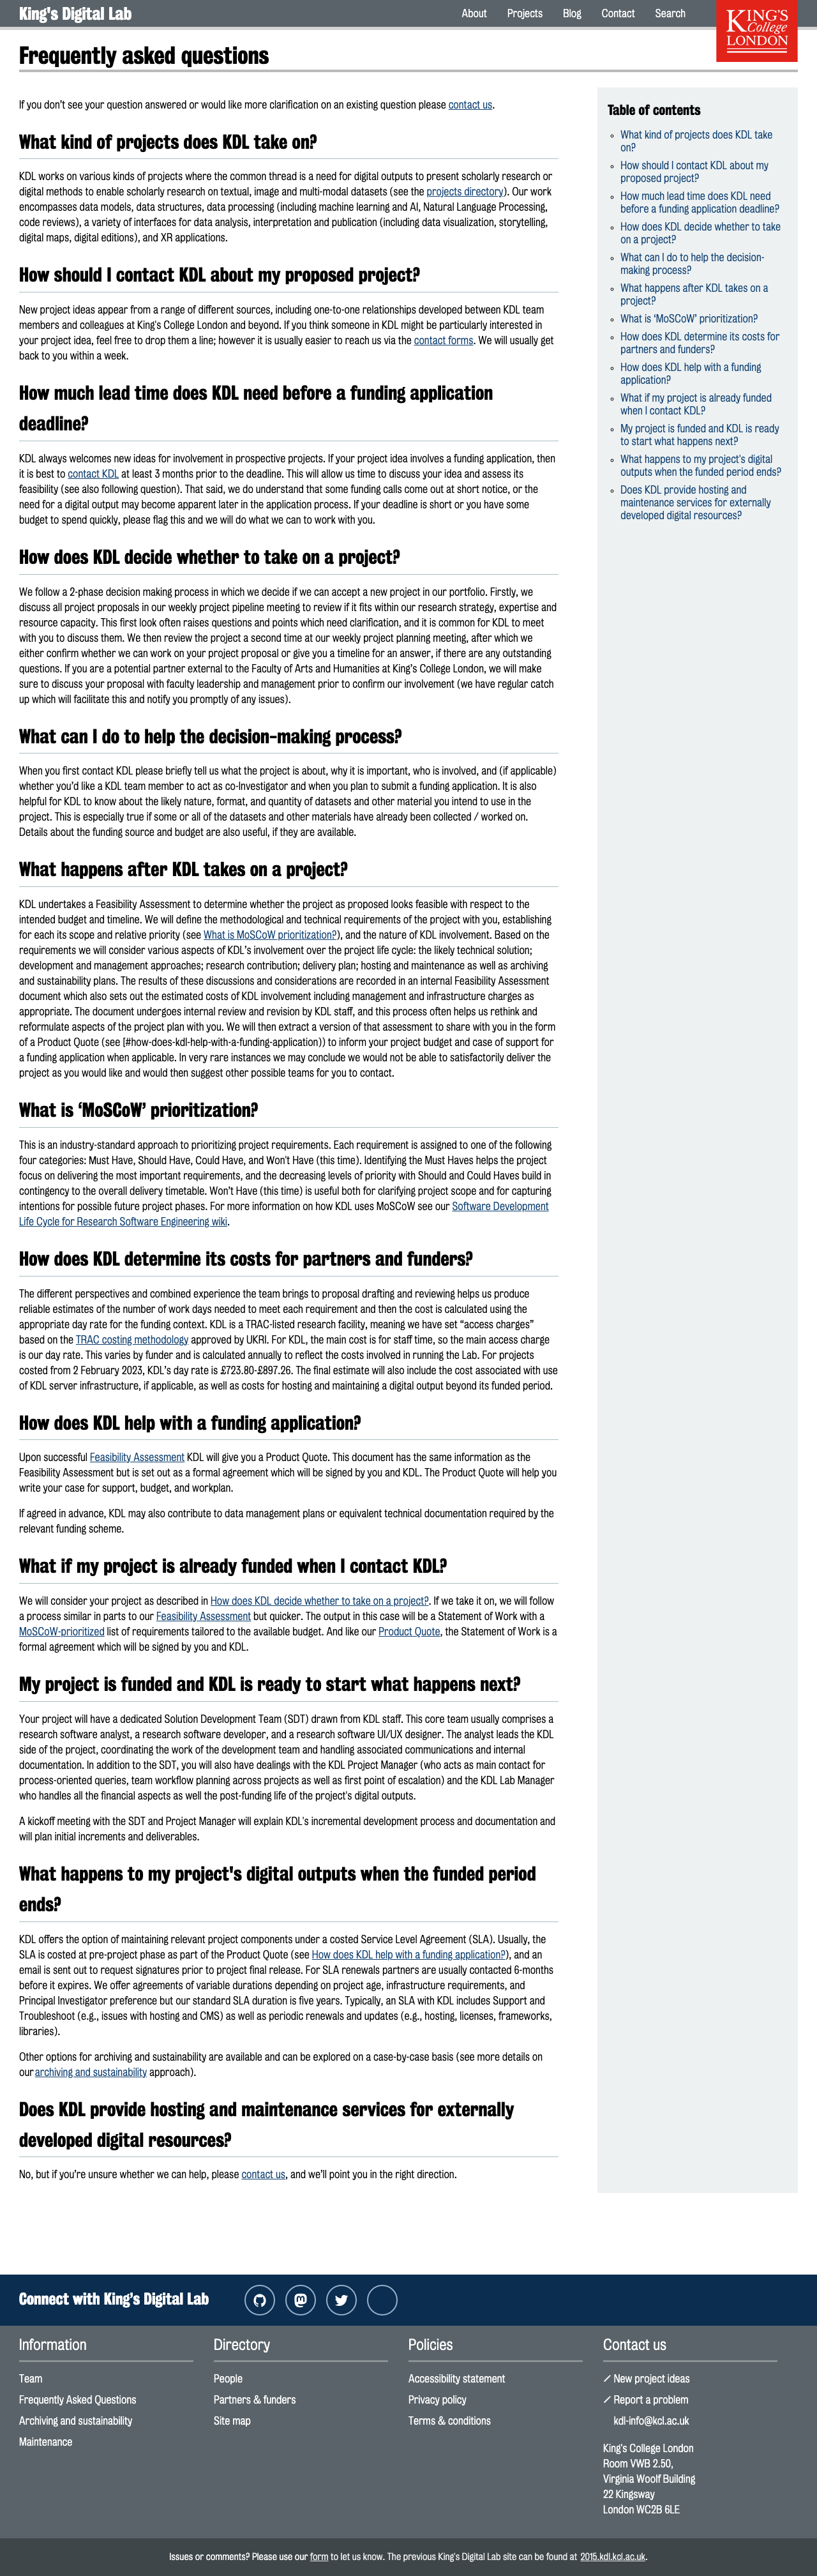 King's Digital Lab
About Projects Blog Contact Search
KING'S
College
LONDON
Frequently asked questions
If you don't see your question answered or would like more clarification on an existing question please contact us.
What kind of projects does KDL take on?
KDL works on various kinds of projects where the common thread is a need for digital outputs to present scholarly research or
digital methods to enable scholarly research on textual, image and multi-modal datasets (see the projects directory). Our work
encompasses data models, data structures, data processing (including machine learning and AI, Natural Language Processing,
code reviews), a variety of interfaces for data analysis, interpretation and publication (including data visualization, storytelling,
digital maps, digital editions), and XR applications.
How should I contact KDL about my proposed project?
New project ideas appear from a range of different sources, including one-to-one relationships developed between KDL team
members and colleagues at King's College London and beyond. If you think someone in KDL might be particularly interested in
your project idea, feel free to drop them a line; however it is usually easier to reach us via the contact forms. We will usually get
back to you within a week.
How much lead time does KDL need before a funding application
deadline?
KDL always welcomes new ideas for involvement in prospective projects. If your project idea involves a funding application, then
it is best to contact KDL at least 3 months prior to the deadline. This will allow us time to discuss your idea and assess its
feasibility (see also following question). That said, we do understand that some funding calls come out at short notice, or the
need for a digital output may become apparent later in the application process. If your deadline is short or you have some
budget to spend quickly, please flag this and we will do what we can to work with you.
How does KDL decide whether to take on a project?
We follow a 2-phase decision making process in which we decide if we can accept a new project in our portfolio. Firstly, we
discuss all project proposals in our weekly project pipeline meeting to review if it fits within our research strategy, expertise and
resource capacity. This first look often raises questions and points which need clarification, and it is common for KDL to meet
with you to discuss them. We then review the project a second time at our weekly project planning meeting, after which we
either confirm whether we can work on your project proposal or give you a timeline for an answer, if there are any outstanding
questions. If you are a potential partner external to the Faculty of Arts and Humanities at King's College London, we will make
sure to discuss your proposal with faculty leadership and management prior to confirm our involvement (we have regular catch
up which will facilitate this and notify you promptly of any issues).
What can I do to help the decision-making process?
When you first contact KDL please briefly tell us what the project is about, why it is important, who is involved, and (if applicable)
whether you'd like a KDL team member to act as co-Investigator and when you plan to submit a funding application. It is also
helpful for KDL to know about the likely nature, format, and quantity of datasets and other material you intend to use in the
project. This is especially true if some or all of the datasets and other materials have already been collected / worked on.
Details about the funding source and budget are also useful, if they are available.
What happens after KDL takes on a project?
KDL undertakes a Feasibility Assessment to determine whether the project as proposed looks feasible with respect to the
intended budget and timeline. We will define the methodological and technical requirements of the project with you, establishing
for each its scope and relative priority (see What is MoSCoW prioritization?), and the nature of KDL involvement. Based on the
requirements we will consider various aspects of KDL's involvement over the project life cycle: the likely technical solution;
development and management approaches; research contribution; delivery plan; hosting and maintenance as well as archiving
and sustainability plans. The results of these discussions and considerations are recorded in an internal Feasibility Assessment
document which also sets out the estimated costs of KDL involvement including management and infrastructure charges as
appropriate. The document undergoes internal review and revision by KDL staff, and this process often helps us rethink and
reformulate aspects of the project plan with you. We will then extract a version of that assessment to share with you in the form
of a Product Quote (see [#how-does-kdl-help-with-a-funding-application)) to inform your project budget and case of support for
a funding application when applicable. In very rare instances we may conclude we would not be able to satisfactorily deliver the
project as you would like and would then suggest other possible teams for you to contact.
What is ‘MoSCoW’ prioritization?
This is an industry-standard approach to prioritizing project requirements. Each requirement is assigned to one of the following
four categories: Must Have, Should Have, Could Have, and Won't Have (this time). Identifying the Must Haves helps the project
focus on delivering the most important requirements, and the decreasing levels of priority with Should and Could Haves build in
contingency to the overall delivery timetable. Won't Have (this time) is useful both for clarifying project scope and for capturing
intentions for possible future project phases. For more information on how KDL uses MoSCoW see our Software Development
Life Cycle for Research Software Engineering wiki.
How does KDL determine its costs for partners and funders?
The different perspectives and combined experience the team brings to proposal drafting and reviewing helps us produce
reliable estimates of the number of work days needed to meet each requirement and then the cost is calculated using the
appropriate day rate for the funding context. KDL is a TRAC-listed research facility, meaning we have set “access charges”
based on the TRAC costing methodology approved by UKRI. For KDL, the main cost is for staff time, so the main access charge
is our day rate. This varies by funder and is calculated annually to reflect the costs involved in running the Lab. For projects
costed from 2 February 2023, KDL's day rate is £723.80-£897.26. The final estimate will also include the cost associated with use
of KDL server infrastructure, if applicable, as well as costs for hosting and maintaining a digital output beyond its funded period.
How does KDL help with a funding application?
Upon successful Feasibility Assessment KDL will give you a Product Quote. This document has the same information as the
Feasibility Assessment but is set out as a formal agreement which will be signed by you and KDL. The Product Quote will help you
write your case for support, budget, and workplan.
If agreed in advance, KDL may also contribute to data management plans or equivalent technical documentation required by the
relevant funding scheme.
What if my project is already funded when I contact KDL?
We will consider your project as described in How does KDL decide whether to take on a project?. If we take it on, we will follow
a process similar in parts to our Feasibility Assessment but quicker. The output in this case will be a Statement of Work with a
MoSCoW-prioritized list of requirements tailored to the available budget. And like our Product Quote, the Statement of Work is a
formal agreement which will be signed by you and KDL.
My project is funded and KDL is ready to start what happens next?
Your project will have a dedicated Solution Development Team (SDT) drawn from KDL staff. This core team usually comprises a
research software analyst, a research software developer, and a research software UI/UX designer. The analyst leads the KDL
side of the project, coordinating the work of the development team and handling associated communications and internal
documentation. In addition to the SDT, you will also have dealings with the KDL Project Manager (who acts as main contact for
process-oriented queries, team workflow planning across projects as well as first point of escalation) and the KDL Lab Manager
who handles all the financial aspects as well the post-funding life of the project's digital outputs.
A kickoff meeting with the SDT and Project Manager will explain KDL's incremental development process and documentation and
will plan initial increments and deliverables.
What happens to my project's digital outputs when the funded period
ends?
KDL offers the option of maintaining relevant project components under a costed Service Level Agreement (SLA). Usually, the
SLA is costed at pre-project phase as part of the Product Quote (see How does KDL help with a funding application?), and an
email is sent out to request signatures prior to project final release. For SLA renewals partners are usually contacted 6-months
before it expires. We offer agreements of variable durations depending on project age, infrastructure requirements, and
Principal Investigator preference but our standard SLA duration is five years. Typically, an SLA with KDL includes Support and
Troubleshoot (e.g., issues with hosting and CMS) as well as periodic renewals and updates (e.g., hosting, licenses, frameworks,
libraries).
Other options for archiving and sustainability are available and can be explored on a case-by-case basis (see more details on
our archiving and sustainability approach).
Does KDL provide hosting and maintenance services for externally
developed digital resources?
No, but if you're unsure whether we can help, please contact us, and we'll point you in the right direction.
Table of contents
What kind of projects does KDL take
on?
How should I contact KDL about my
proposed project?
How much lead time does KDL need
before a funding application deadline?
How does KDL decide whether to take
on a project?
What can I do to help the decision-
making process?
What happens after KDL takes on a
project?
What is ‘MoSCoW’ prioritization?
How does KDL determine its costs for
partners and funders?
How does KDL help with a funding
application?
What if my project is already funded
when I contact KDL?
My project is funded and KDL is ready
to start what happens next?
What happens to my project's digital
outputs when the funded period ends?
Does KDL provide hosting and
maintenance services for externally
developed digital resources?
Connect with King's Digital Lab
Information
Team
Frequently Asked Questions
Archiving and sustainability
Maintenance
Directory
People
Partners & funders
Site map
Policies
Accessibility statement
Privacy policy
Terms & conditions
Contact us
New project ideas
Report a problem
kdl-info@kcl.ac.uk
King's College London
Room VWB 2.50,
Virginia Woolf Building
22 Kingsway
London WC2B 6LE
Issues or comments? Please use our form to let us know. The previous King's Digital Lab site can be found at 2015.kdl.kcl.ac.uk.